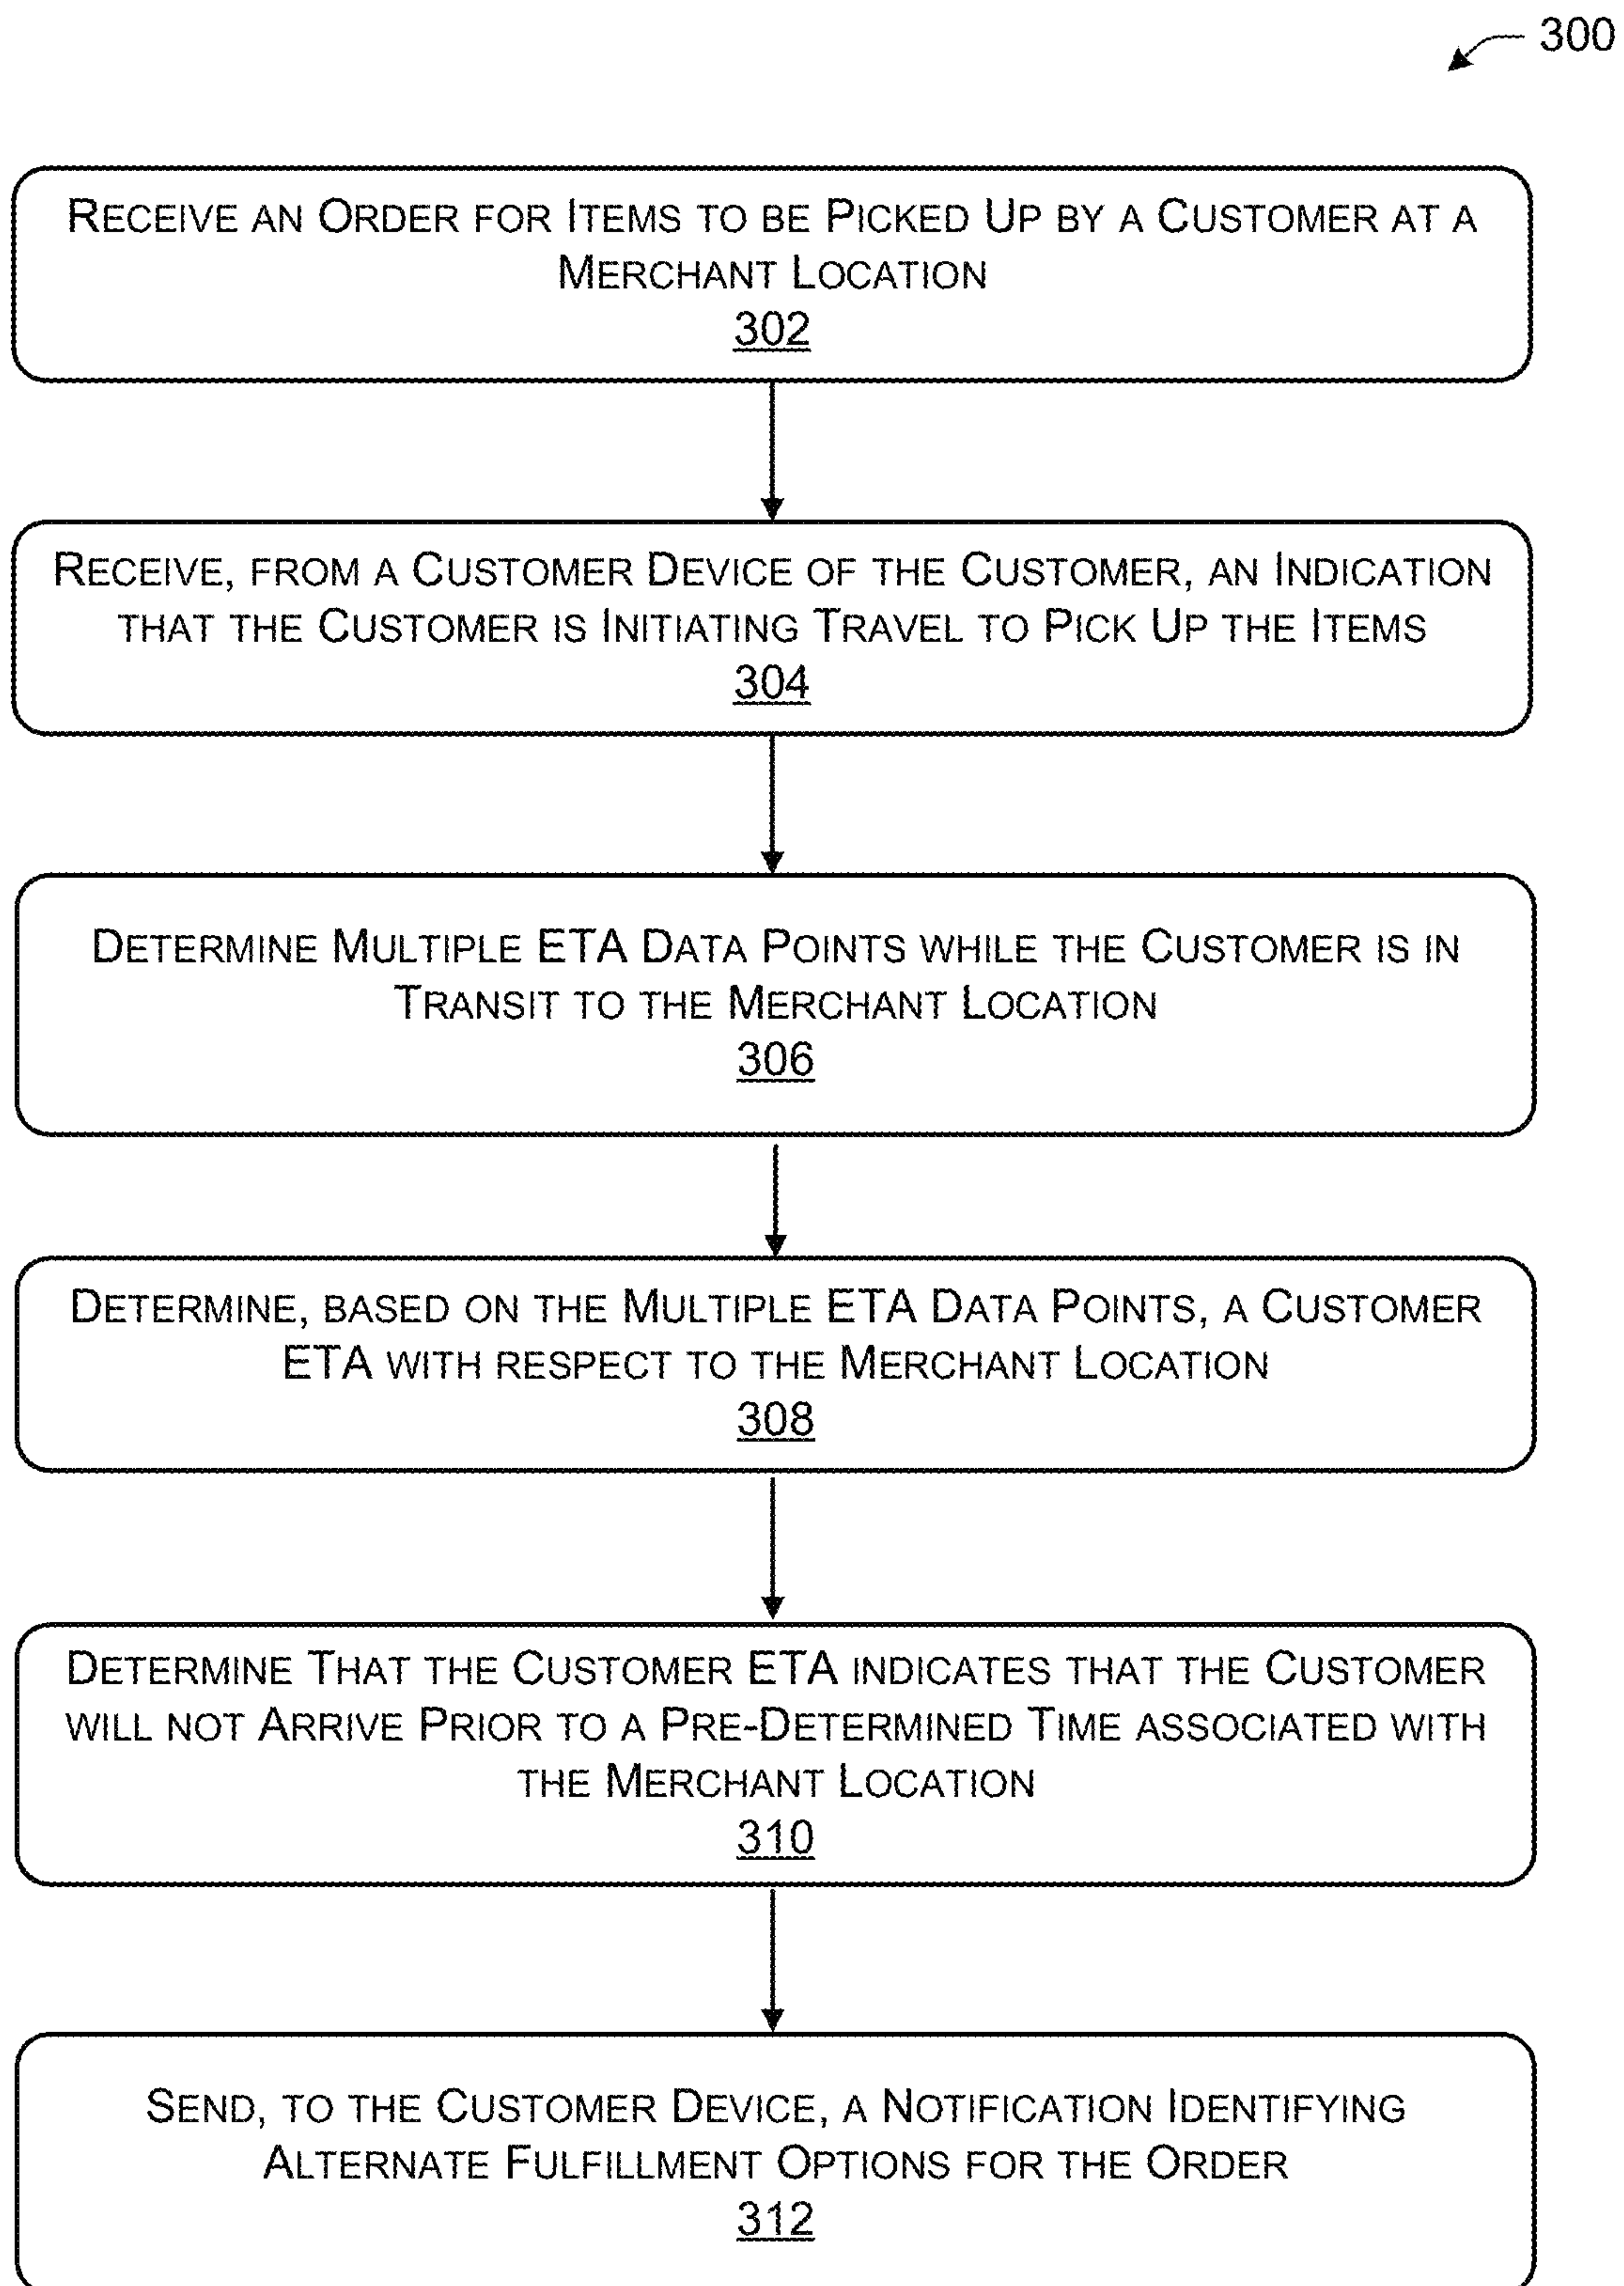 300
RECEIVE AN ORDER FOR ITEMS TO BE PICKED UP BY A CUSTOMER AT A
MERCHANT LOCATION
302
RECEIVE, FROM A CUSTOMER DEVICE OF THE CUSTOMER, AN INDICATION
THAT THE CUSTOMER IS INITIATING TRAVEL TO PICK UP THE ITEMS
304
DETERMINE MULTIPLE ETA DATA POINTS WHILE THE CUSTOMER IS IN
TRANSIT TO THE MERCHANT LOCATION
306
DETERMINE, BASED ON THE MULTIPLE ETA DATA POINTS, A CUSTOMER
ETA WITH RESPECT TO THE MERCHANT LOCATION
308
DETERMINE THAT THE CUSTOMER ETA INDICATES THAT THE CUSTOMER
WILL NOT ARRIVE PRIOR TO A PRE-DETERMINED TIME ASSOCIATED WITH
THE MERCHANT LOCATION
310
SEND, TO THE CUSTOMER DEVICE, A NOTIFICATION IDENTIFYING
ALTERNATE FULFILLMENT OPTIONS FOR THE ORDER
312